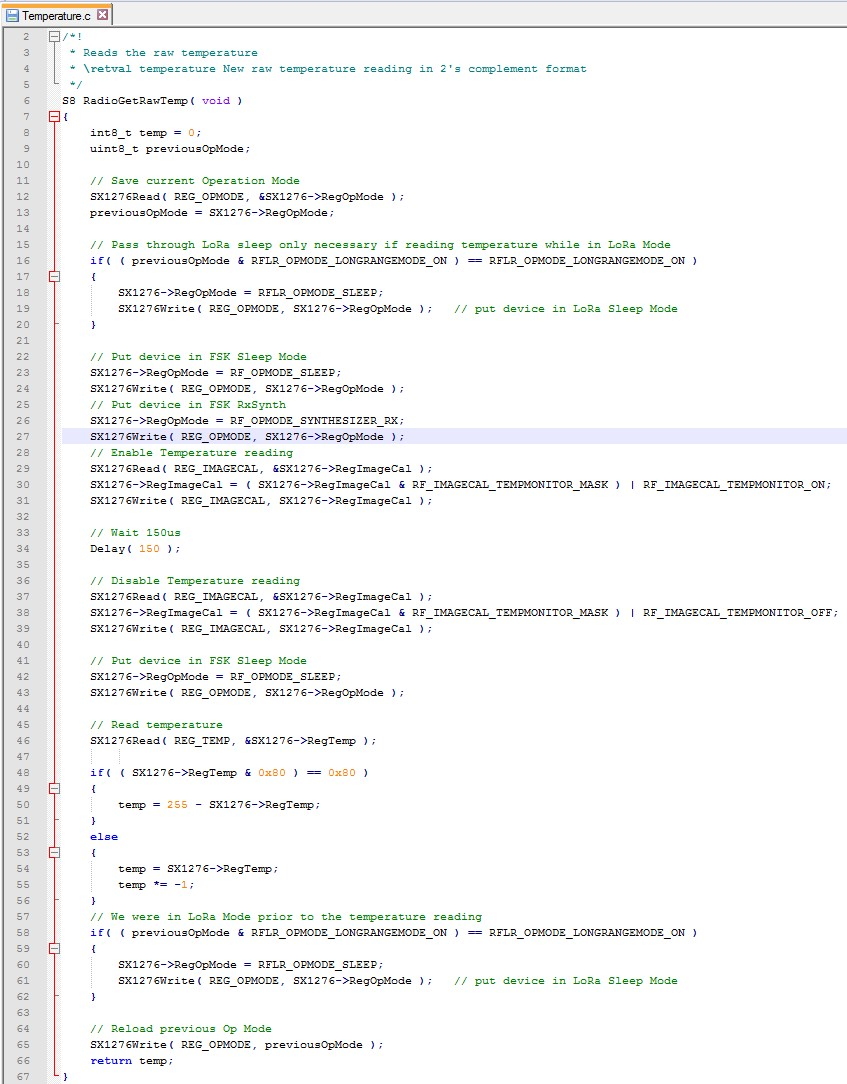 Temperature.c
2 /*!
3 * Reads the raw temperature
4 * \retval temperature New raw temperature reading in 2's complement format
5 */
6 S8 RadioGetRawTemp( void )
7 {
8 int8_t temp = 0;
9 uint8_t previousOpMode;
10
11 // Save current Operation Mode
12 SX1276Read( REG_OPMODE, &SX1276->RegOpMode );
13 previousOpMode = SX1276->RegOpMode;
14
15 // Pass through LoRa sleep only necessary if reading temperature while in LoRa Mode
16 if( ( previousOpMode & RFLR_OPMODE_LONGRANGEMODE_ON ) == RFLR_OPMODE_LONGRANGEMODE_ON )
17 {
18 SX1276->RegOpMode = RFLR_OPMODE_SLEEP;
19 SX1276Write( REG_OPMODE, SX1276->RegOpMode ); // put device in LoRa Sleep Mode
20 }
21
22 // Put device in FSK Sleep Mode
23 SX1276->RegOpMode = RF_OPMODE_SLEEP;
24 SX1276Write( REG_OPMODE, SX1276->RegOpMode );
25 // Put device in FSK RxSynth
26 SX1276->RegOpMode = RF_OPMODE_SYNTHESIZER_RX;
27 SX1276Write( REG_OPMODE, SX1276->RegOpMode );
28 // Enable Temperature reading
29 SX1276Read( REG_IMAGECAL, &SX1276->RegImageCal );
30 SX1276->RegImageCal = ( SX1276->RegImageCal & RF_IMAGECAL_TEMPMONITOR_MASK ) | RF_IMAGECAL_TEMPMONITOR_ON;
31 SX1276Write( REG_IMAGECAL, SX1276->RegImageCal );
32
33 // Wait 150us
34 Delay( 150 );
35
36 // Disable Temperature reading
37 SX1276Read( REG_IMAGECAL, &SX1276->RegImageCal );
38 SX1276->RegImageCal = ( SX1276->RegImageCal & RF_IMAGECAL_TEMPMONITOR_MASK ) | RF_IMAGECAL_TEMPMONITOR_OFF;
39 SX1276Write( REG_IMAGECAL, SX1276->RegImageCal );
40
41 // Put device in FSK Sleep Mode
42 SX1276->RegOpMode = RF_OPMODE_SLEEP;
43 SX1276Write( REG_OPMODE, SX1276->RegOpMode );
44
45 // Read temperature
46 SX1276Read( REG_TEMP, &SX1276->RegTemp );
47
48 if( ( SX1276->RegTemp & 0x80 ) == 0x80 )
49 {
50 temp = 255 - SX1276->RegTemp;
51 }
52 else
53 {
54 temp = SX1276->RegTemp;
55 temp *= -1;
56 }
57 // We were in LoRa Mode prior to the temperature reading
58 if( ( previousOpMode & RFLR_OPMODE_LONGRANGEMODE_ON ) == RFLR_OPMODE_LONGRANGEMODE_ON )
59 {
60 SX1276->RegOpMode = RFLR_OPMODE_SLEEP;
61 SX1276Write( REG_OPMODE, SX1276->RegOpMode ); // put device in LoRa Sleep Mode
62 }
63
64 // Reload previous Op Mode
65 SX1276Write( REG_OPMODE, previousOpMode );
66 return temp;
67 }